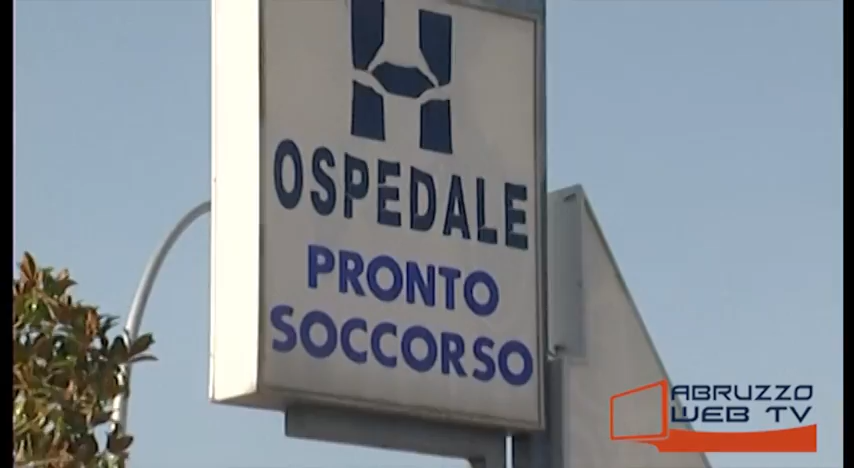 H
OSPEDALE
PRONTO
SOCCORSO
ABRUZZO
WEB TV